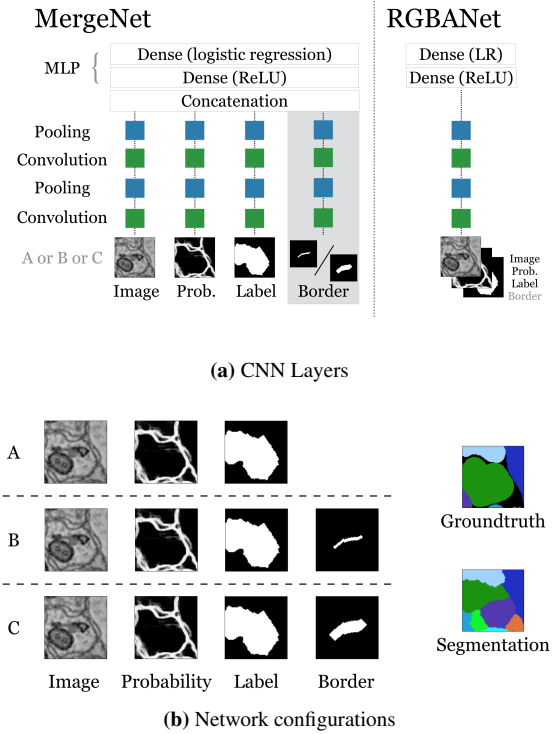 MergeNet
RGBANet
MLP {
Dense (logistic regression)
Dense (ReLU)
Concatenation
Dense (LR)
Dense (ReLU)
Pooling
Convolution
Pooling
Convolution
A or B or C
Image
Prob.
Label
Border
Image
Prob.
Label
Border
(a) CNN Layers
A
B
C
Groundtruth
Segmentation
Image Probability Label Border
(b) Network configurations